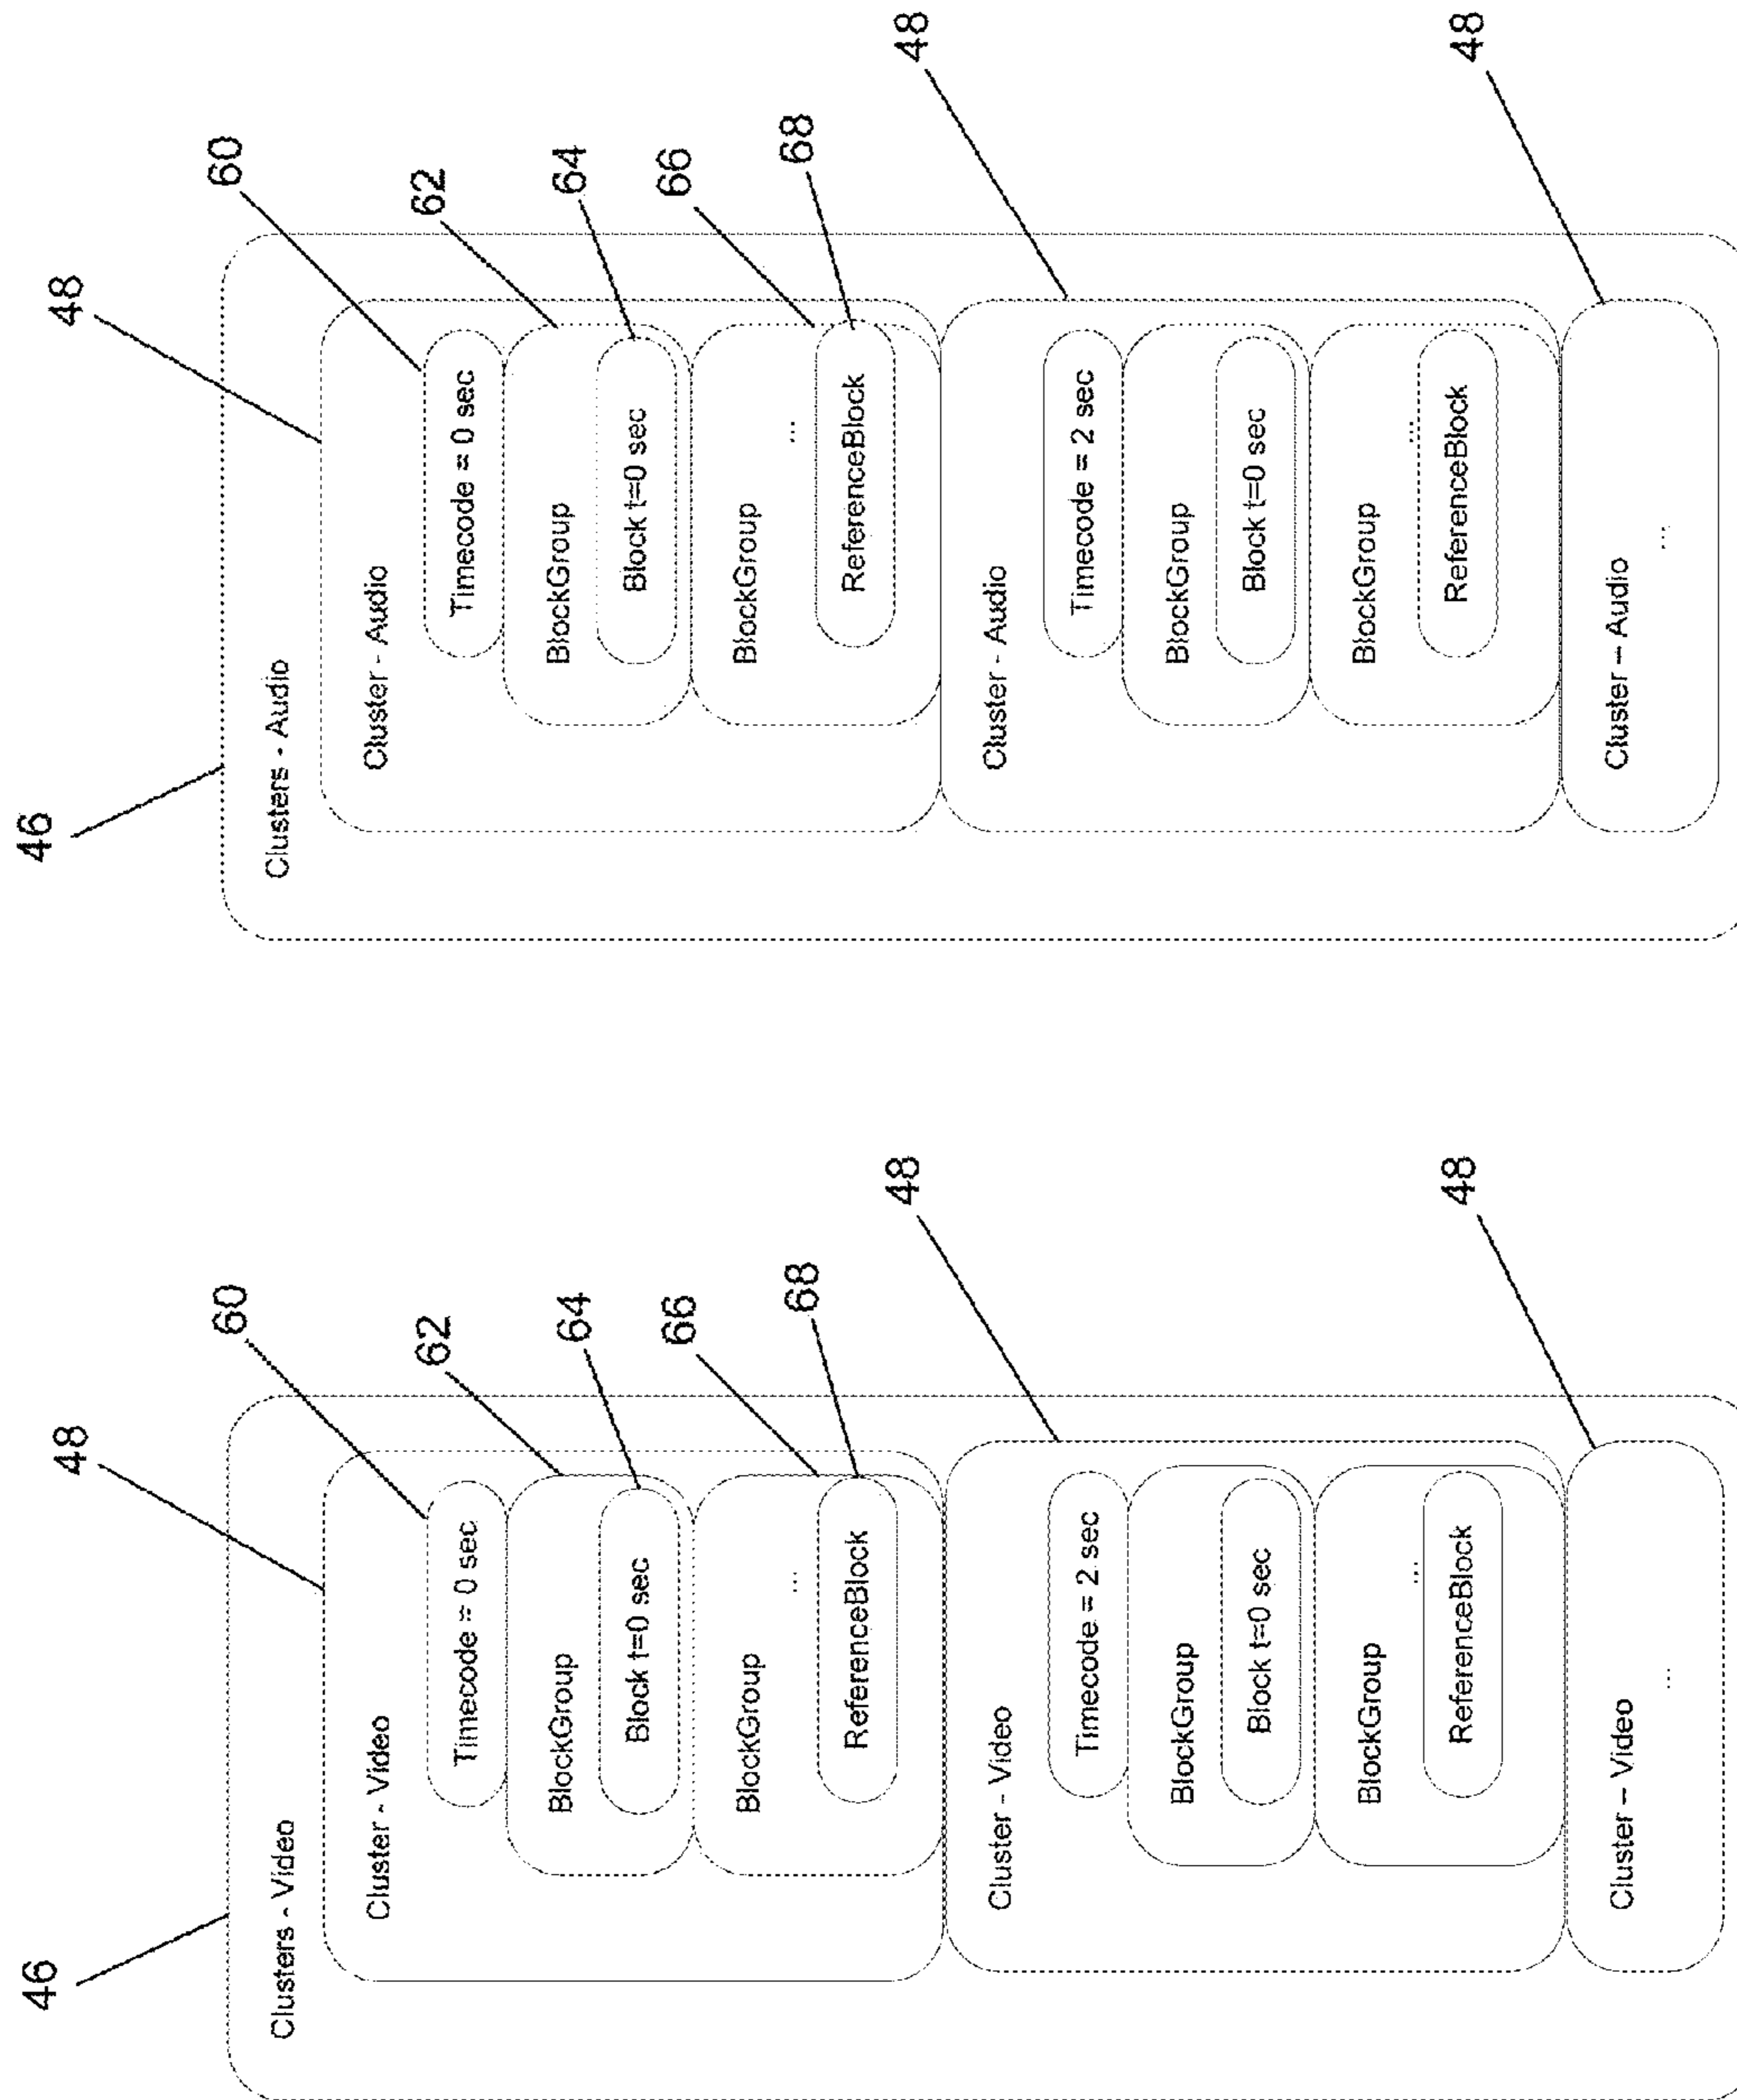 46
Clusters - Video
48
Cluster - Video
60
Timecode = 0 sec
62
BlockGroup
64
Block t=0 sec
66
BlockGroup
...
68
ReferenceBlock
48
Cluster - Video
Timecode = 2 sec
BlockGroup
Block t=0 sec
BlockGroup
...
ReferenceBlock
48
Cluster – Video
...
46
Clusters - Audio
48
Cluster - Audio
60
Timecode = 0 sec
62
BlockGroup
64
Block t=0 sec
66
BlockGroup
...
68
ReferenceBlock
48
Cluster - Audio
Timecode = 2 sec
BlockGroup
Block t=0 sec
BlockGroup
...
ReferenceBlock
48
Cluster – Audio
...